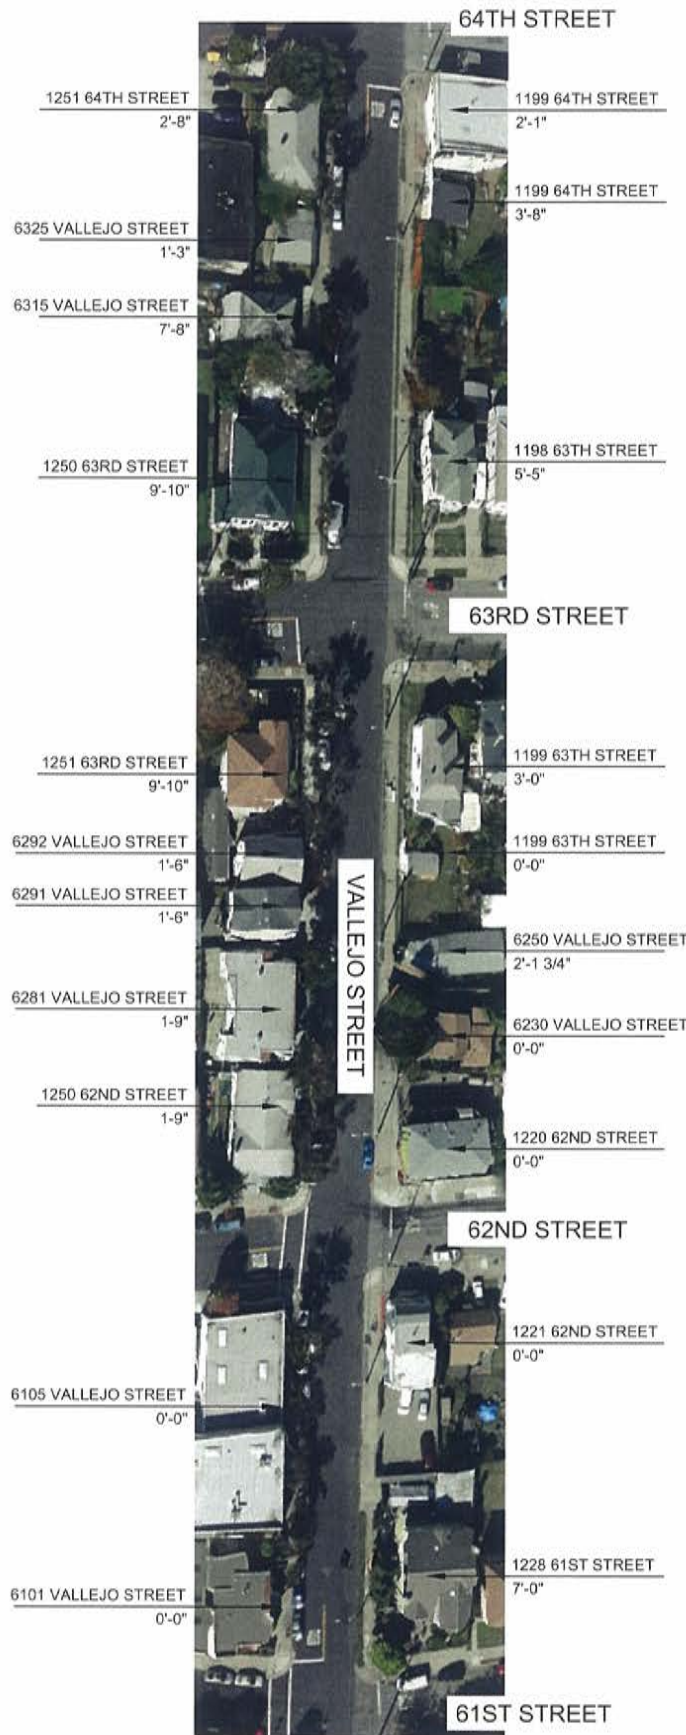 64TH STREET
1251 64TH STREET
2'-8"
1199 64TH STREET
2'-1"
1199 64TH STREET
3'-8"
6325 VALLEJO STREET
1'-3"
6315 VALLEJO STREET
7'-8"
1250 63RD STREET
9'-10"
1198 63TH STREET
5'-5"
63RD STREET
1251 63RD STREET
9'-10"
1199 63TH STREET
3'-0"
6292 VALLEJO STREET
1'-6"
1199 63TH STREET
0'-0"
6291 VALLEJO STREET
1'-6"
VALLEJO STREET
6250 VALLEJO STREET
2'-1 3/4"
6281 VALLEJO STREET
1-9"
6230 VALLEJO STREET
0'-0"
1250 62ND STREET
1-9"
1220 62ND STREET
0'-0"
62ND STREET
1221 62ND STREET
0'-0"
6105 VALLEJO STREET
0'-0"
1228 61ST STREET
7'-0"
6101 VALLEJO STREET
0'-0"
61ST STREET